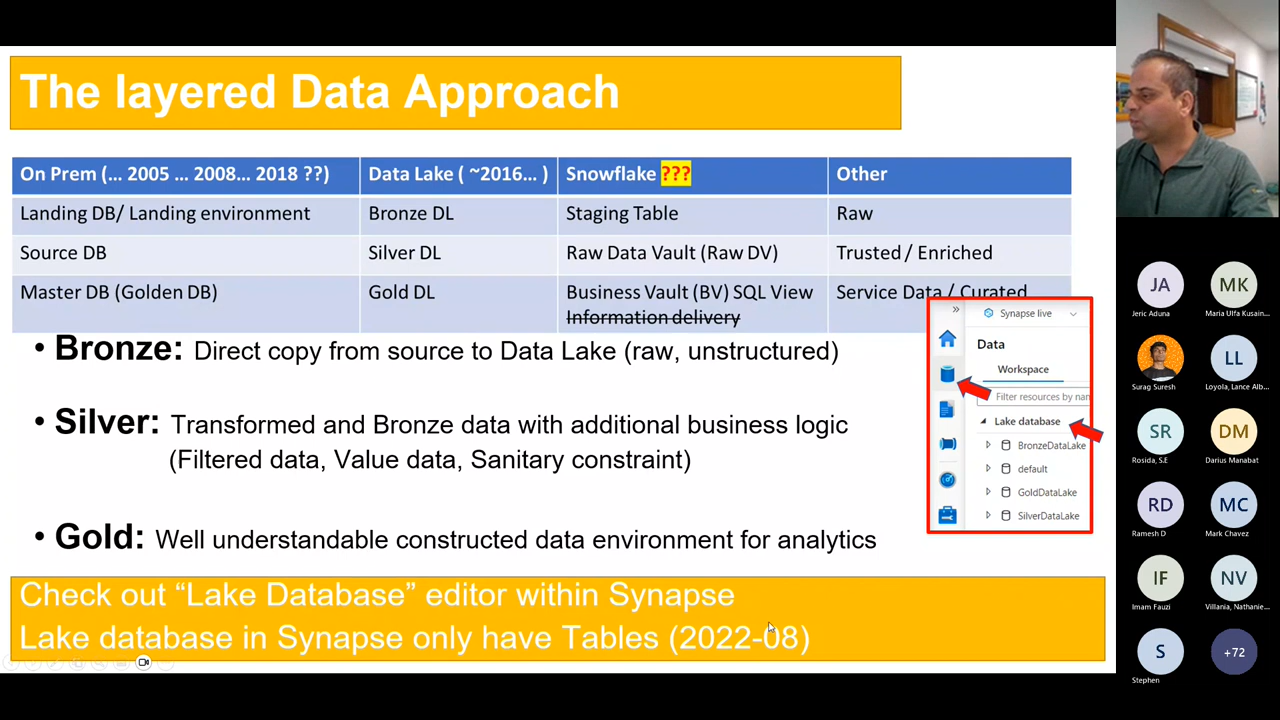 The layered Data Approach
On Prem (... 2005 ... 2008... 2018 ??)
Data Lake ( ~2016... )
Snowflake ???
Other
Landing DB/ Landing environment
Bronze DL
Staging Table
Raw
Source DB
Silver DL
Raw Data Vault (Raw DV)
Trusted / Enriched
Master DB (Golden DB)
Gold DL
Business Vault (BV) SQL View
Information delivery
Service Data / Curated
• Bronze: Direct copy from source to Data Lake (raw, unstructured)
• Silver: Transformed and Bronze data with additional business logic
(Filtered data, Value data, Sanitary constraint)
• Gold: Well understandable constructed data environment for analytics
Synapse live
Data
Workspace
Filter resources by nam
Lake database
BronzeDataLake
default
GoldDataLake
SilverDataLake
Check out “Lake Database” editor within Synapse
Lake database in Synapse only have Tables (2022-08)
JA
Jeric Aduna
MK
Maria Ulfa Kusain...
Surag Suresh
LL
Loyola, Lance Alb...
SR
Rosida, S.E
DM
Darius Manabat
RD
Ramesh D
MC
Mark Chavez
IF
Imam Fauzi
NV
Villania, Nathanie...
S
Stephen
+72